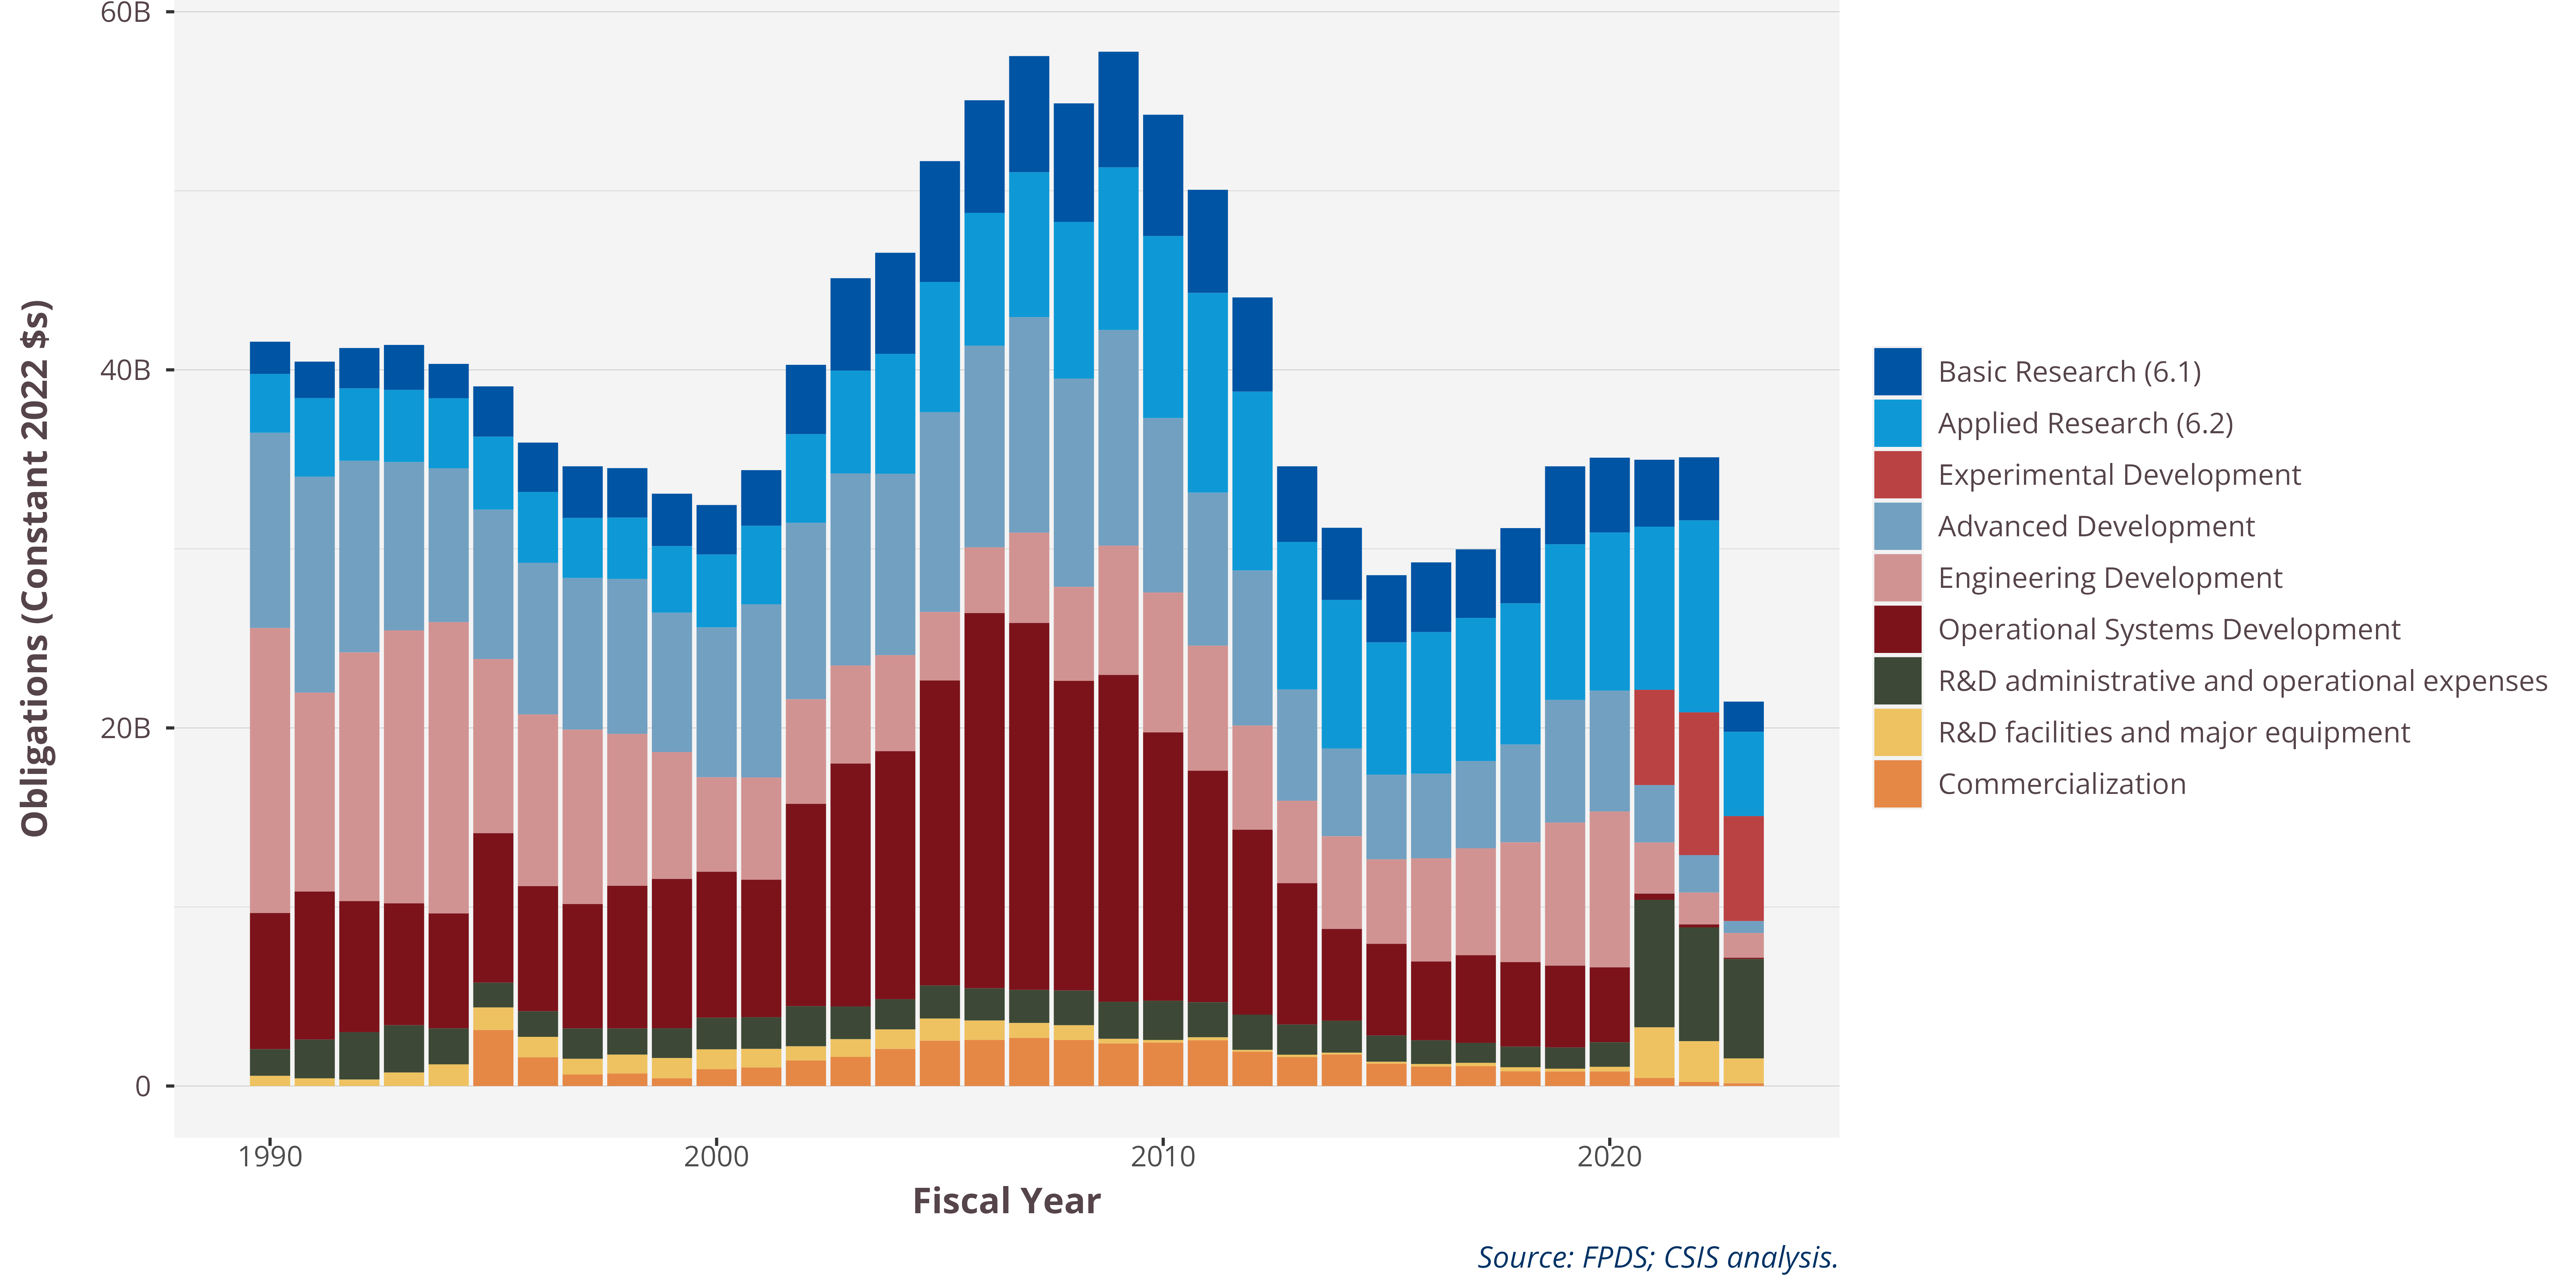 60B
40B
20B
0
Obligations (Constant 2022 $s)
1990
2000
2010
2020
Fiscal Year
Basic Research (6.1)
Applied Research (6.2)
Experimental Development
Advanced Development
Engineering Development
Operational Systems Development
R&D administrative and operational expenses
R&D facilities and major equipment
Commercialization
Source: FPDS; CSIS analysis.